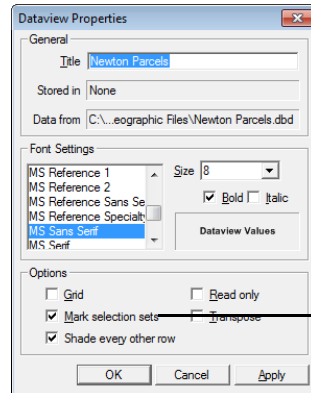 Dataview Properties
General
Title Newton Parcels
Stored in None
Data from C:\...eographic Files\Newton Parcels.dbd
Font Settings
MS Reference 1
MS Reference 2
MS Reference Sans Se
MS Reference Specialty
MS Sans Serif
MS Serif
Size 8
Bold Italic
Dataview Values
Options
Grid Read only
Mark selection sets Transpose
Shade every other row
OK Cancel Apply